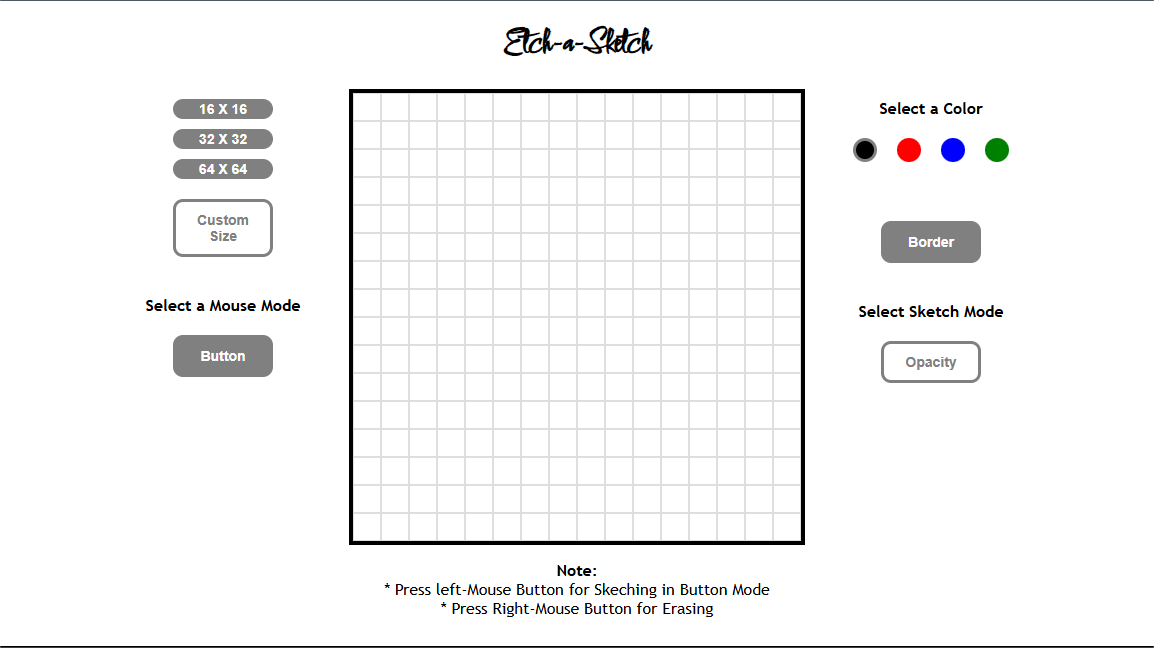 Etch-a-Sketch
16 X 16
32 X 32
64 X 64
Custom
Size
Select a Mouse Mode
Button
Select a Color
Border
Select Sketch Mode
Opacity
Note:
* Press left-Mouse Button for Skeching in Button Mode
* Press Right-Mouse Button for Erasing